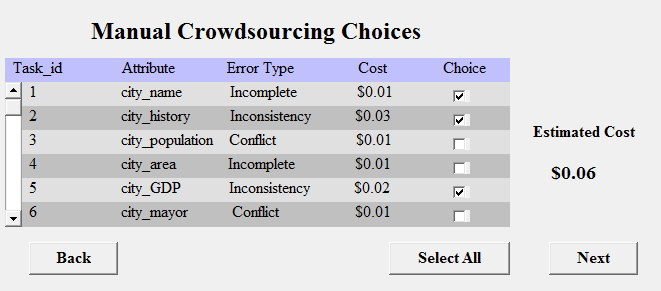 Manual Crowdsourcing Choices
Task_id Attribute Error Type Cost Choice
1 city_name Incomplete $0.01
2 city_history Inconsistency $0.03
3 city_population Conflict $0.01
4 city_area Incomplete $0.01
5 city_GDP Inconsistency $0.02
6 city_mayor Conflict $0.01
Estimated Cost
$0.06
Back Select All Next